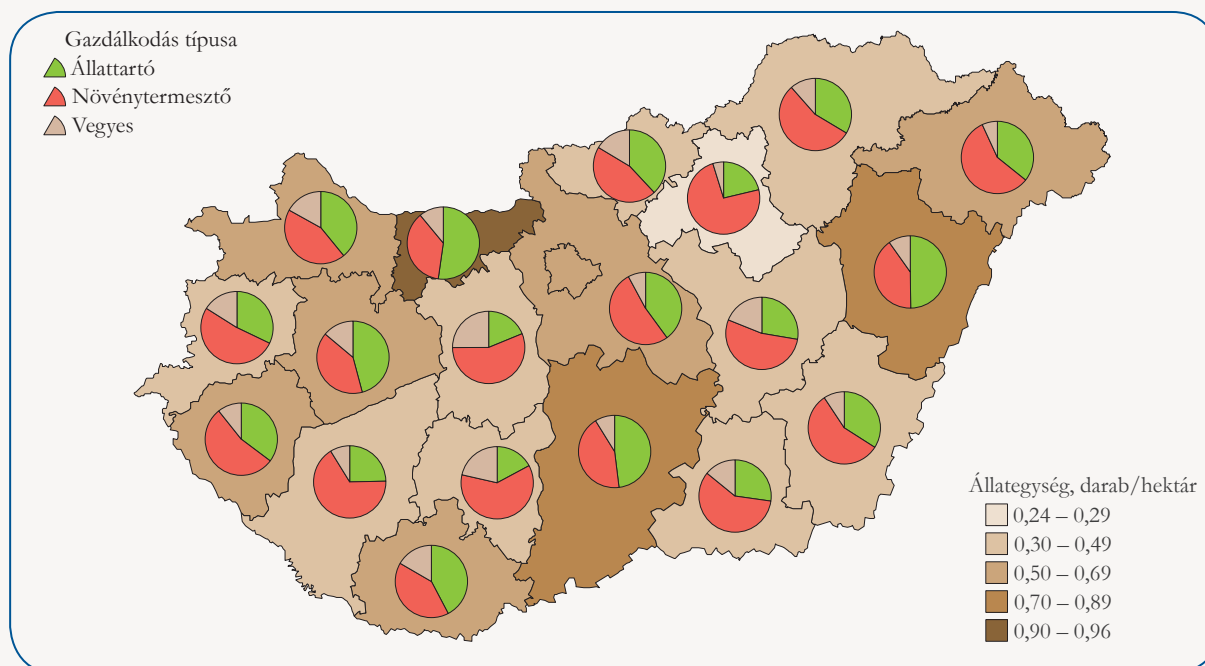 Gazdálkodás típusa
Állattartó
Növénytermesztő
Vegyes
Állategység, darab/hektár
0,24 – 0,29
0,30 – 0,49
0,50 – 0,69
0,70 – 0,89
0,90 – 0,96